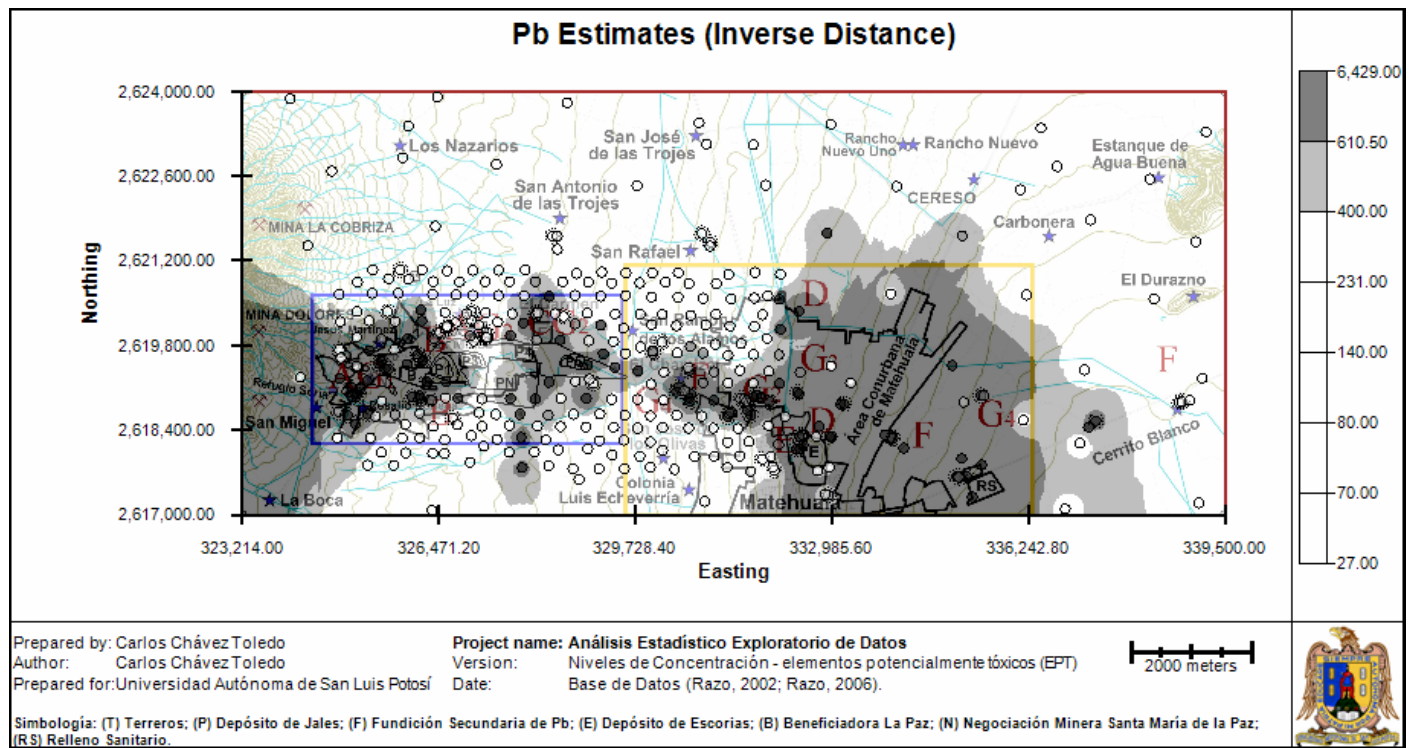 Pb Estimates (Inverse Distance)
6,429.00
610.50
400.00
231.00
140.00
80.00
70.00
27.00
Northing
2,624,000.00
2,622,600.00
2,621,200.00
2,619,800.00
2,618,400.00
2,617,000.00
323,214.00
326,471.20
329,728.40
332,985.60
336,242.80
339,500.00
Easting
Los Nazarios
San José
de las Trojes
Rancho
Nuevo Uno
Rancho Nuevo
Estanque de
Agua Buena
San Antonio
de las Trojes
CERESO
MINA LA COBRIZA
Carbonera
San Rafael
El Durazno
MINA DOLORES
D
G3
F
Area Conurbana
de Matehuala
San Miguel
D
F
G4
E
Cerrito Blanco
PN
La Boca
Colonia
Luis Echeverría
Matehuala
RS
Prepared by: Carlos Chávez Toledo
Author: Carlos Chávez Toledo
Prepared for: Universidad Autónoma de San Luis Potosí
Project name: Análisis Estadístico Exploratorio de Datos
Version: Niveles de Concentración - elementos potencialmente tóxicos (EPT)
Date: Base de Datos (Razo, 2002; Razo, 2006).
2000 meters
Simbología: (T) Terreros; (P) Depósito de Jales; (F) Fundición Secundaria de Pb; (E) Depósito de Escorias; (B) Beneficiadora La Paz; (N) Negociación Minera Santa María de la Paz;
(RS) Relleno Sanitario.